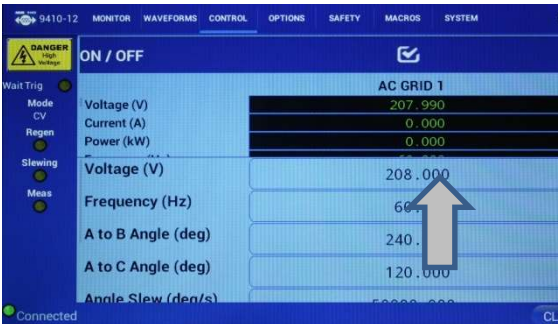 9410-12 MONITOR WAVEFORMS CONTROL OPTIONS SAFETY MACROS SYSTEM
DANGER
High
Voltage
ON / OFF
Wait Trig
AC GRID 1
Mode
CV
Voltage (V) 207.990
Current (A) 0.000
Regen
Power (kW) 0.000
Slewing
Voltage (V) 208.000
Meas
Frequency (Hz)
A to B Angle (deg) 240.
A to C Angle (deg) 120.000
Angle Slew (deg/s)
Connected